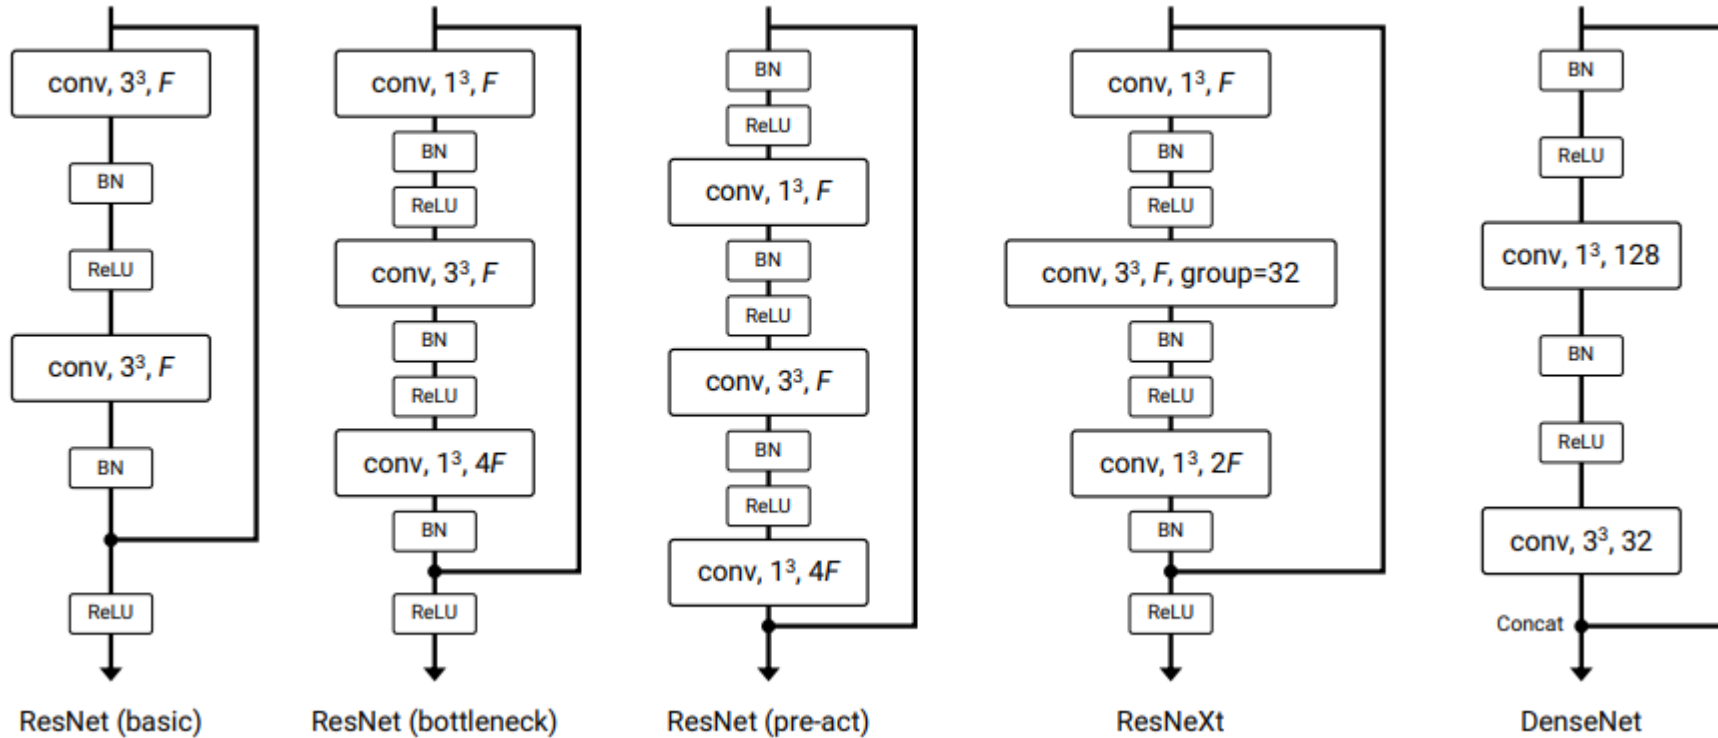 conv, 3³, F
BN
ReLU
conv, 3³, F
BN
ReLU
ResNet (basic)
conv, 1³, F
BN
ReLU
conv, 3³, F
BN
ReLU
conv, 1³, 4F
BN
ReLU
ResNet (bottleneck)
BN
ReLU
conv, 1³, F
BN
ReLU
conv, 3³, F
BN
ReLU
conv, 1³, 4F
ResNet (pre-act)
conv, 1³, F
BN
ReLU
conv, 3³, F, group=32
BN
ReLU
conv, 1³, 2F
BN
ReLU
ResNeXt
BN
ReLU
conv, 1³, 128
BN
ReLU
conv, 3³, 32
Concat
DenseNet